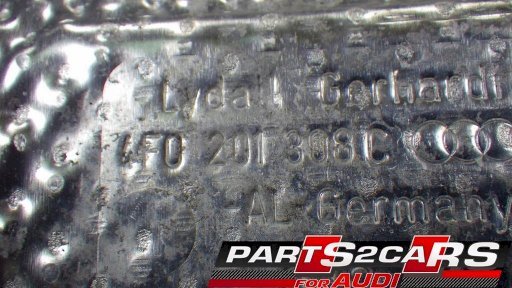 Lydall Gerhardi
4F0 201 308 C
-AL- Germany
PARTS2CARS
FOR AUDI